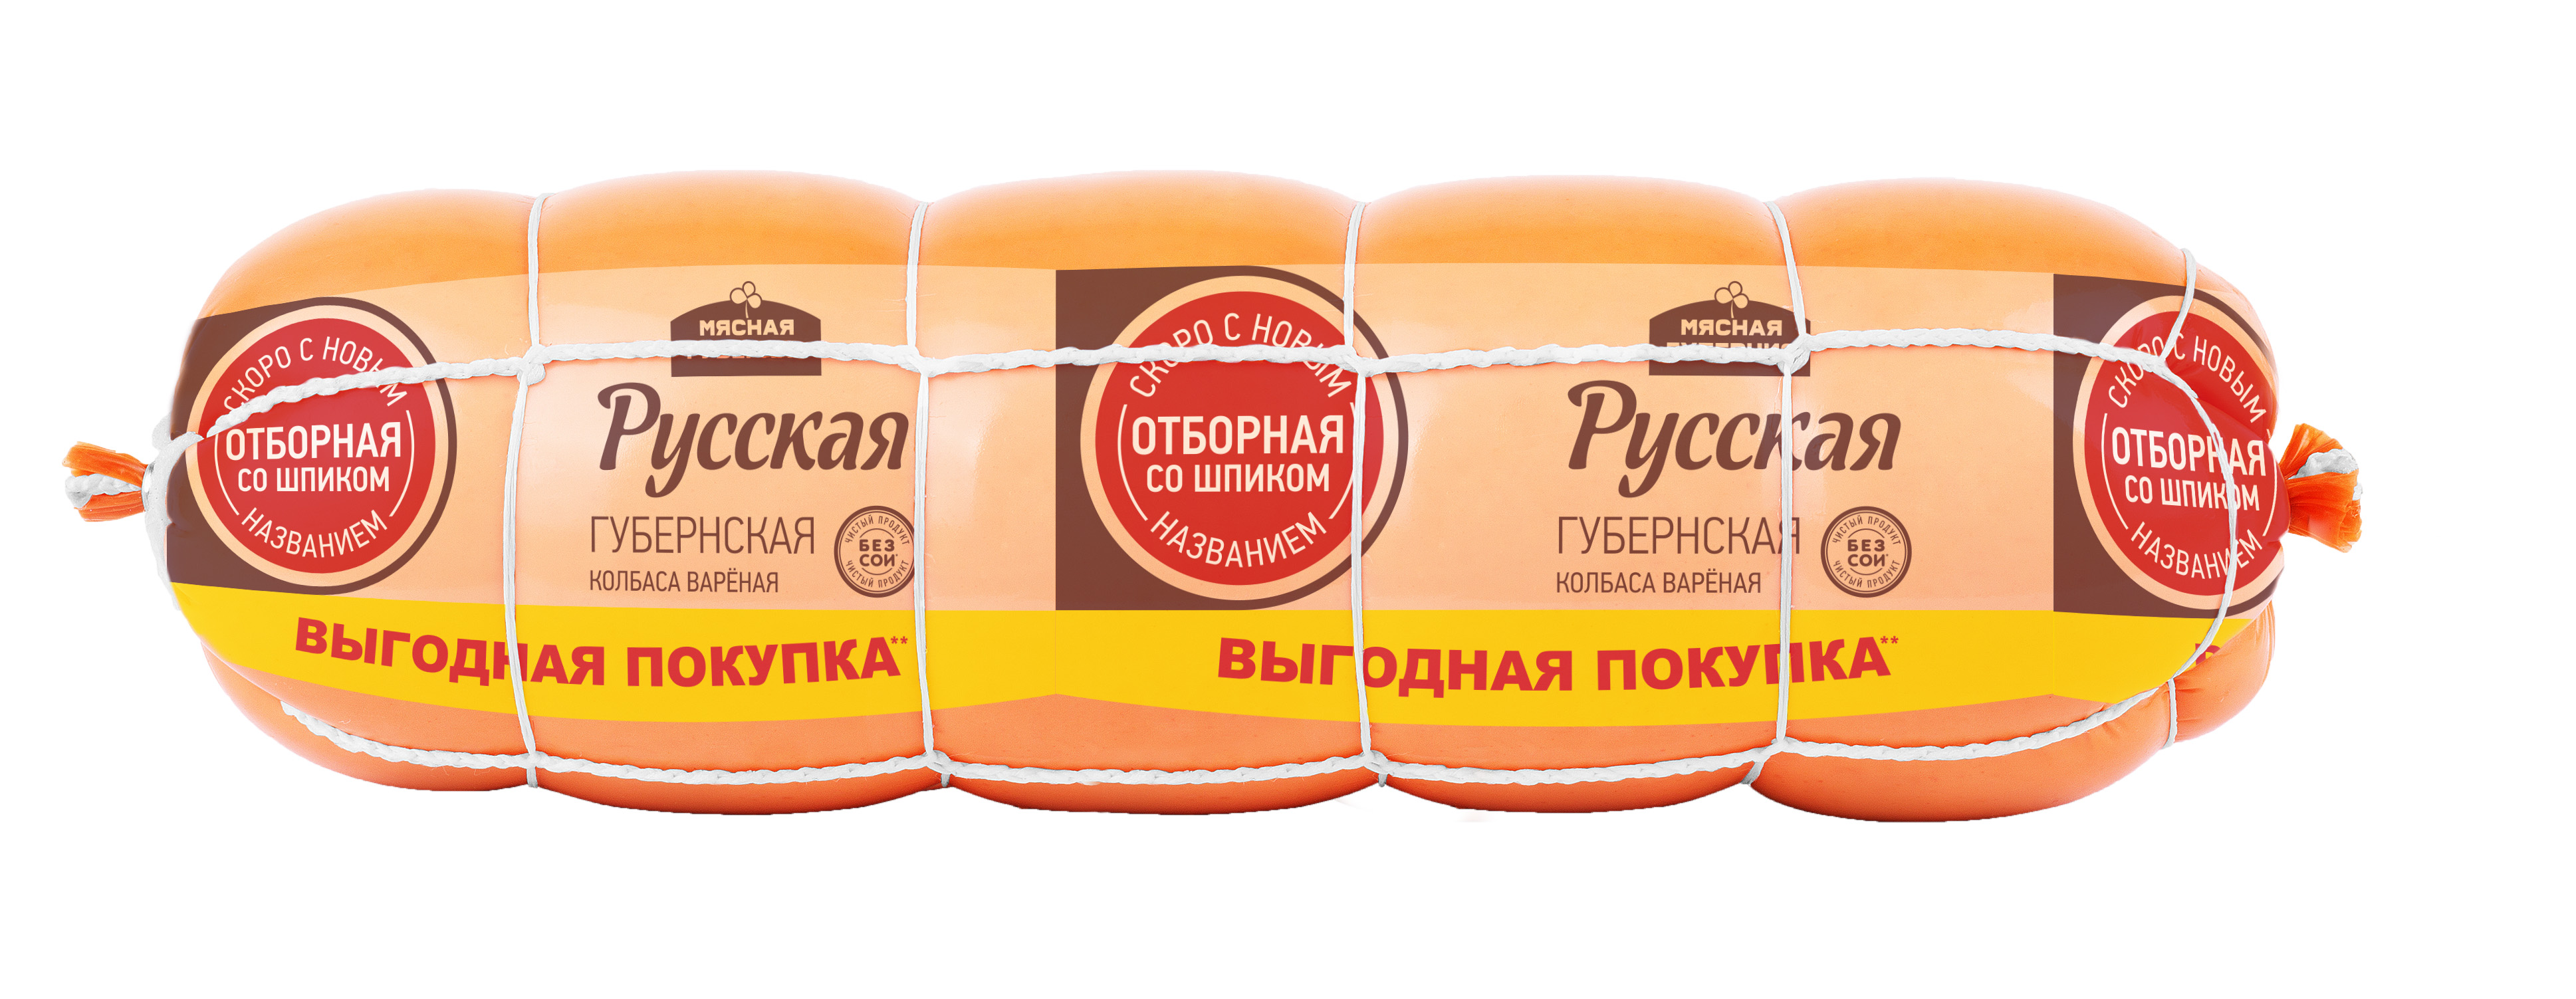 СКОРО С НОВЫМ
ОТБОРНАЯ
СО ШПИКОМ
НАЗВАНИЕМ
МЯСНАЯ
Русская
ГУБЕРНСКАЯ
КОЛБАСА ВАРЁНАЯ
ЧИСТЫЙ ПРОДУКТ
БЕЗ
СОИ*
ЧИСТЫЙ ПРОДУКТ
ВЫГОДНАЯ ПОКУПКА**
СКОРО С НОВЫМ
ОТБОРНАЯ
СО ШПИКОМ
НАЗВАНИЕМ
МЯСНАЯ
ГУБЕРНИЯ
Русская
ГУБЕРНСКАЯ
КОЛБАСА ВАРЁНАЯ
ЧИСТЫЙ ПРОДУКТ
БЕЗ
СОИ*
ЧИСТЫЙ ПРОДУКТ
ВЫГОДНАЯ ПОКУПКА**
СКОРО С НОВЫМ
ОТБОРНАЯ
СО ШПИКОМ
НАЗВАНИЕМ